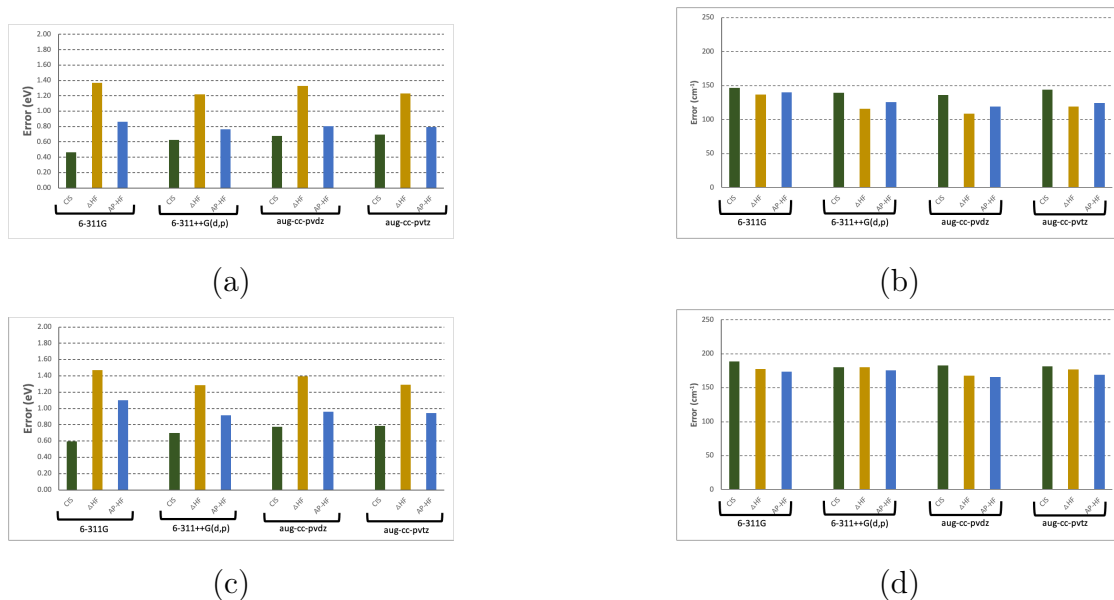 2.00
1.80
1.60
1.40
1.20
1.00
0.80
0.60
0.40
0.20
0.00
Error (eV)
CIS ΔHF AP-HF CIS ΔHF AP-HF CIS ΔHF AP-HF CIS ΔHF AP-HF
6-311G 6-311++G(d,p) aug-cc-pvdz aug-cc-pvtz
(a)
250
200
150
100
50
0
Error (cm⁻¹)
CIS ΔHF AP-HF CIS ΔHF AP-HF CIS ΔHF AP-HF CIS ΔHF AP-HF
6-311G 6-311++G(d,p) aug-cc-pvdz aug-cc-pvtz
(b)
2.00
1.80
1.60
1.40
1.20
1.00
0.80
0.60
0.40
0.20
0.00
Error (eV)
CIS ΔHF AP-HF CIS ΔHF AP-HF CIS ΔHF AP-HF CIS ΔHF AP-HF
6-311G 6-311++G(d,p) aug-cc-pvdz aug-cc-pvtz
(c)
250
200
150
100
50
0
Error (cm⁻¹)
CIS ΔHF AP-HF CIS ΔHF AP-HF CIS ΔHF AP-HF CIS ΔHF AP-HF
6-311G 6-311++G(d,p) aug-cc-pvdz aug-cc-pvtz
(d)